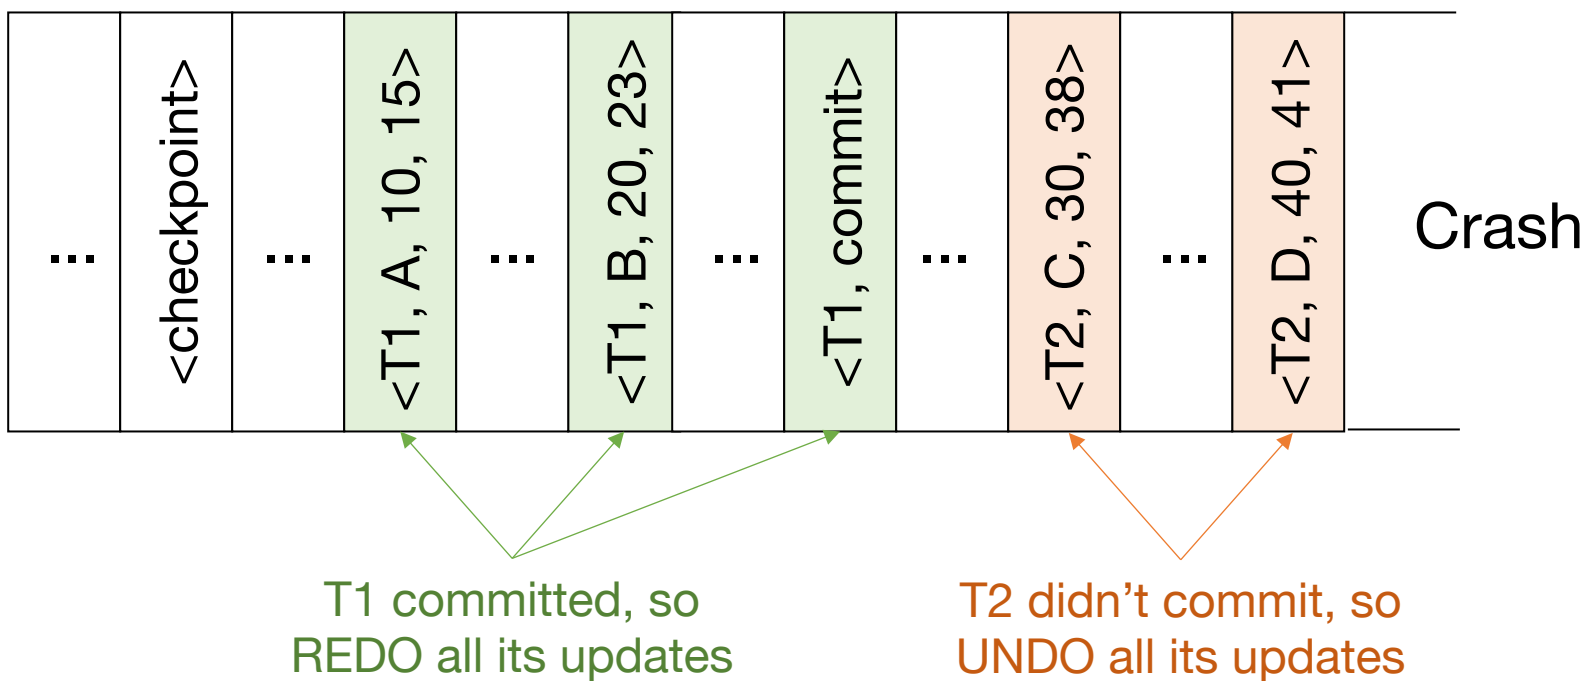 ...
<checkpoint>
...
<T1, A, 10, 15>
...
<T1, B, 20, 23>
...
<T1, commit>
...
<T2, C, 30, 38>
...
<T2, D, 40, 41>
Crash
T1 committed, so
REDO all its updates
T2 didn’t commit, so
UNDO all its updates